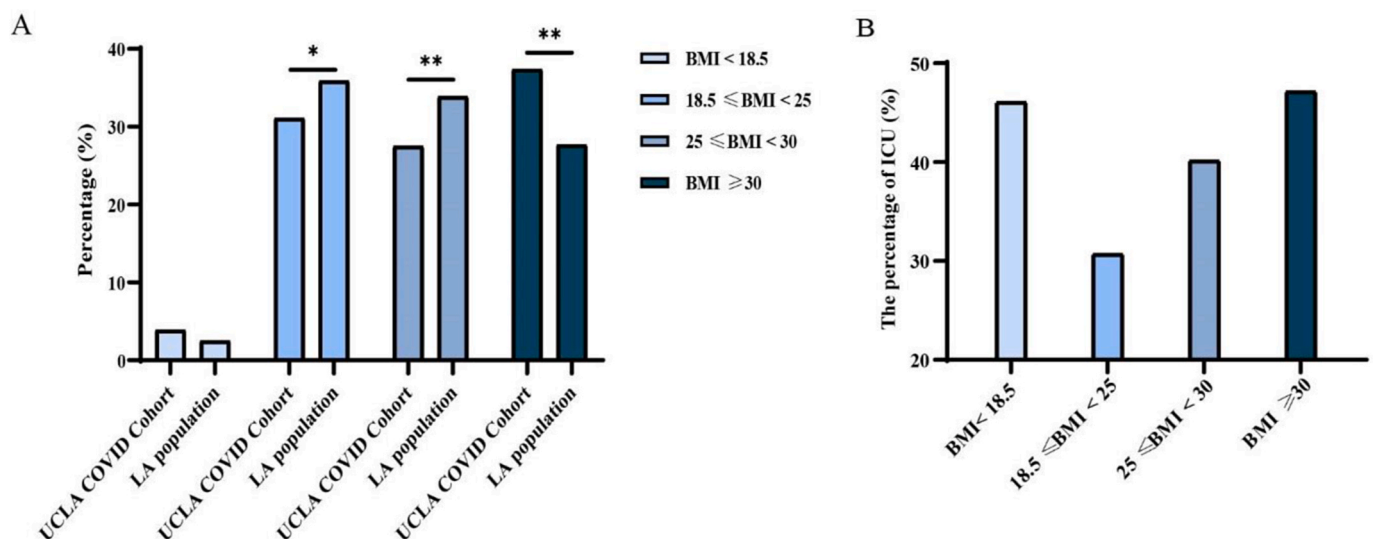 A
Percentage (%)
40
30
20
10
0
*
**
**
UCLA COVID Cohort
LA population
UCLA COVID Cohort
LA population
UCLA COVID Cohort
LA population
UCLA COVID Cohort
LA population
BMI < 18.5
18.5 ≤BMI < 25
25 ≤BMI < 30
BMI ≥30
B
The percentage of ICU (%)
50
40
30
20
BMI< 18.5
18.5 ≤BMI < 25
25 ≤BMI < 30
BMI ≥30